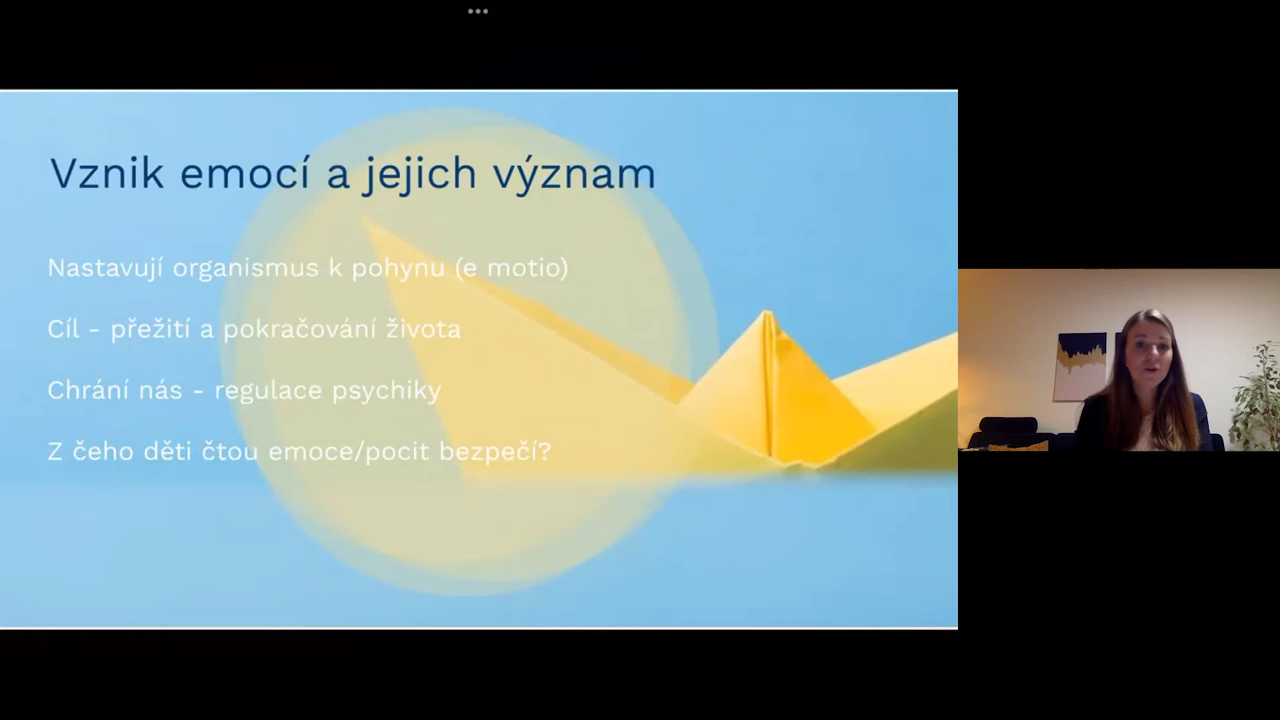 Vznik emocí a jejich význam
Nastavují organismus k pohynu (e motio)
Cíl - přežití a pokračování života
Chrání nás - regulace psychiky
Z čeho děti čtou emoce/pocit bezpečí?